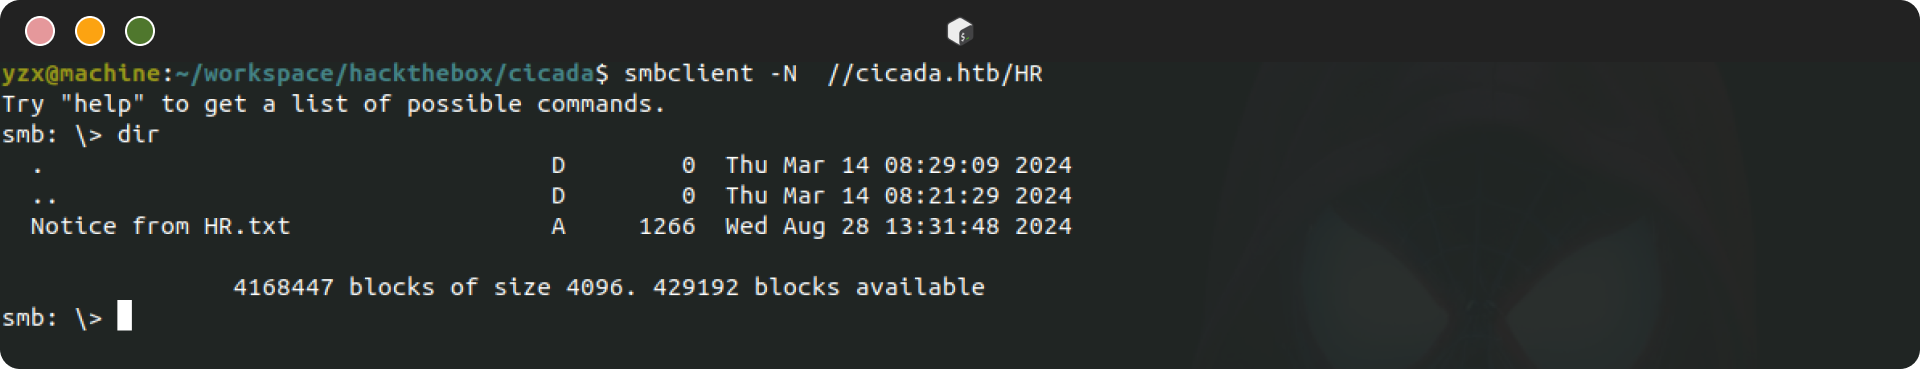 yzx@machine:~/workspace/hackthebox/cicada$ smbclient -N  //cicada.htb/HR
Try "help" to get a list of possible commands.
smb: \> dir
  .                                   D        0  Thu Mar 14 08:29:09 2024
  ..                                  D        0  Thu Mar 14 08:21:29 2024
  Notice from HR.txt                  A     1266  Wed Aug 28 13:31:48 2024
                4168447 blocks of size 4096. 429192 blocks available
smb: \>